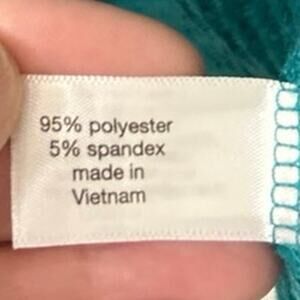 95% polyester
5% spandex
made in
Vietnam